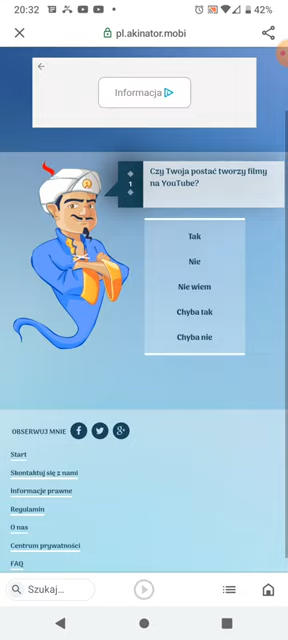 20:32
42%
pl.akinator.mobi
Informacja
1
Czy Twoja postać tworzy filmy
na YouTube?
Tak
Nie
Nie wiem
Chyba tak
Chyba nie
OBSERWUJ MNIE
Start
Skontaktuj się z nami
Informacje prawne
Regulamin
O nas
Centrum prywatności
FAQ
Szukaj...